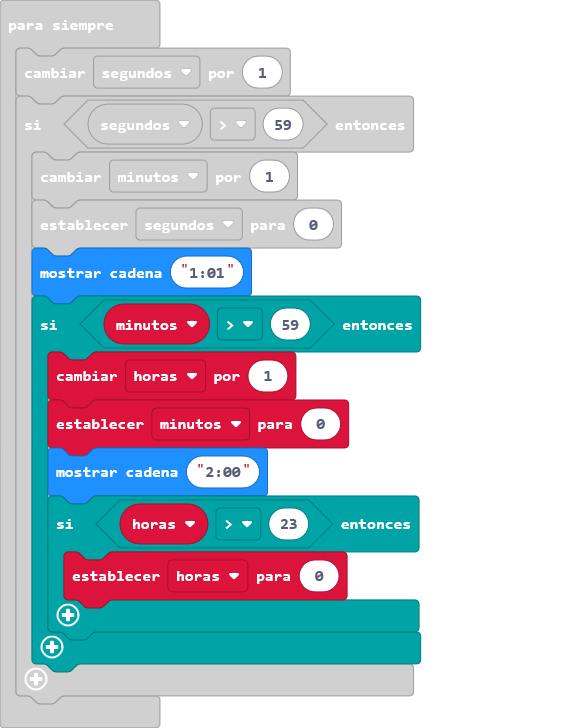 para siempre
cambiar segundos por 1
si segundos > 59 entonces
cambiar minutos por 1
establecer segundos para 0
mostrar cadena "1:01"
si minutos > 59 entonces
cambiar horas por 1
establecer minutos para 0
mostrar cadena "2:00"
si horas > 23 entonces
establecer horas para 0